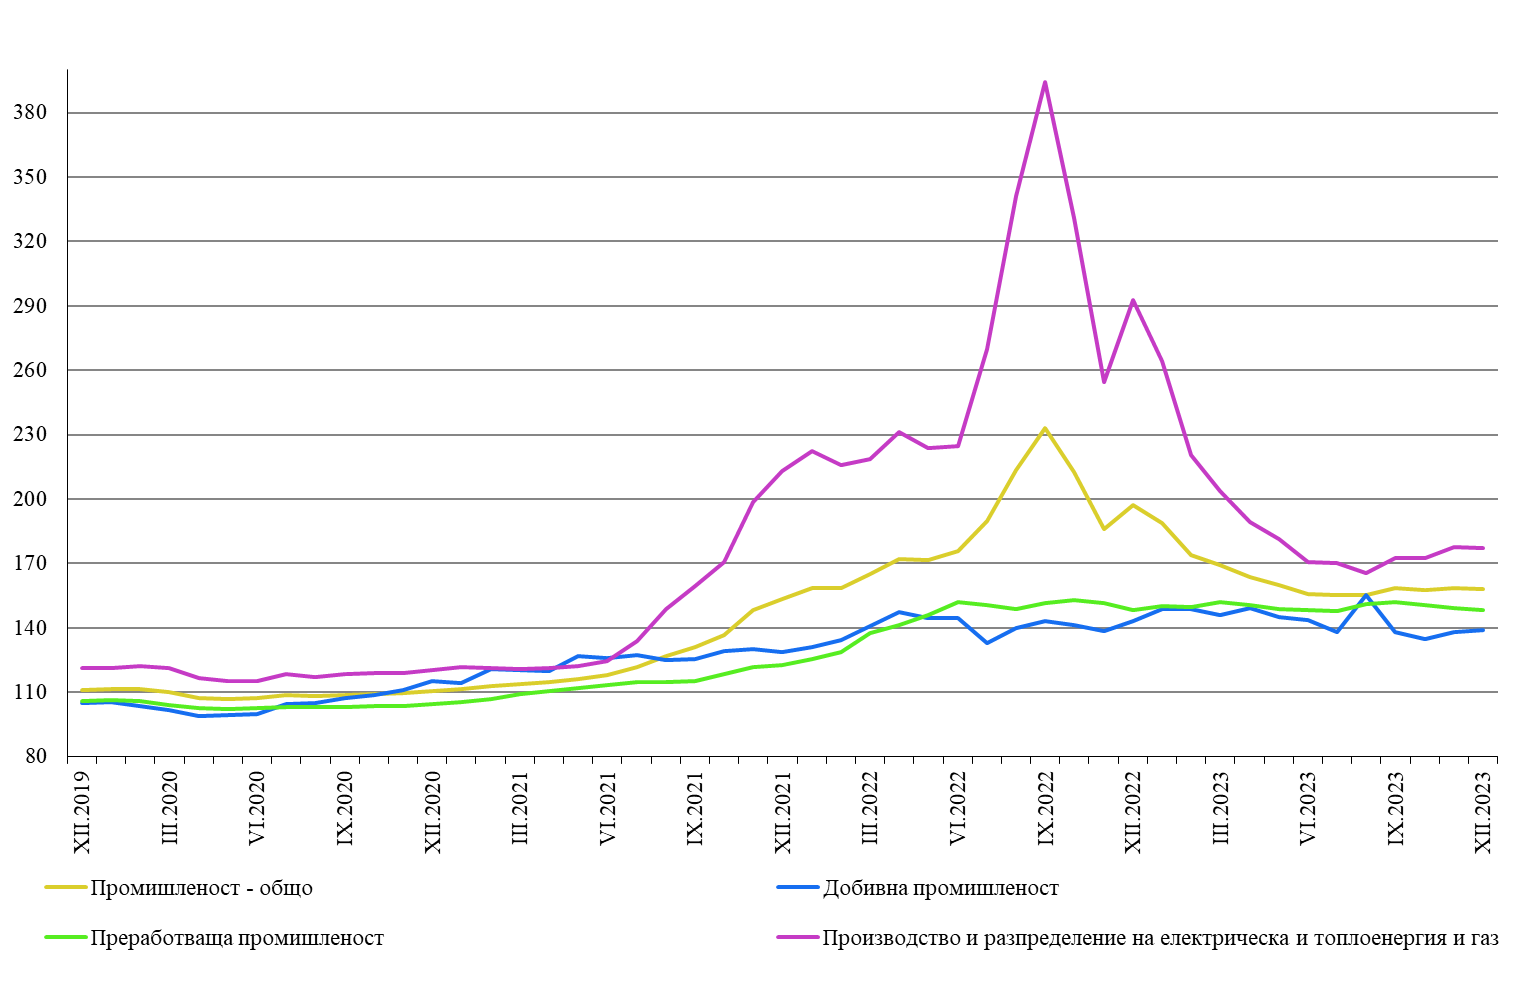 380
350
320
290
260
230
200
170
140
110
80
XII.2019
III.2020
VI.2020
IX.2020
XII.2020
III.2021
VI.2021
IX.2021
XII.2021
III.2022
VI.2022
IX.2022
XII.2022
III.2023
VI.2023
IX.2023
XII.2023
Промишленост - общо
Добивна промишленост
Преработваща промишленост
Производство и разпределение на електрическа и топлоенергия и газ